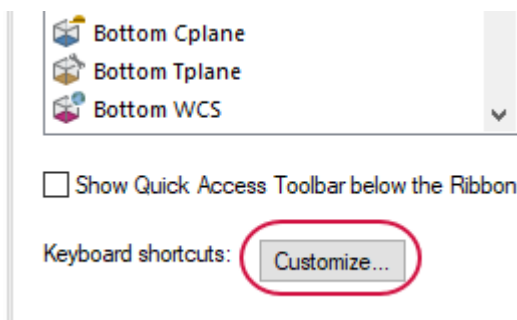 Bottom Cplane
Bottom Tplane
Bottom WCS
Show Quick Access Toolbar below the Ribbon
Keyboard shortcuts: Customize...